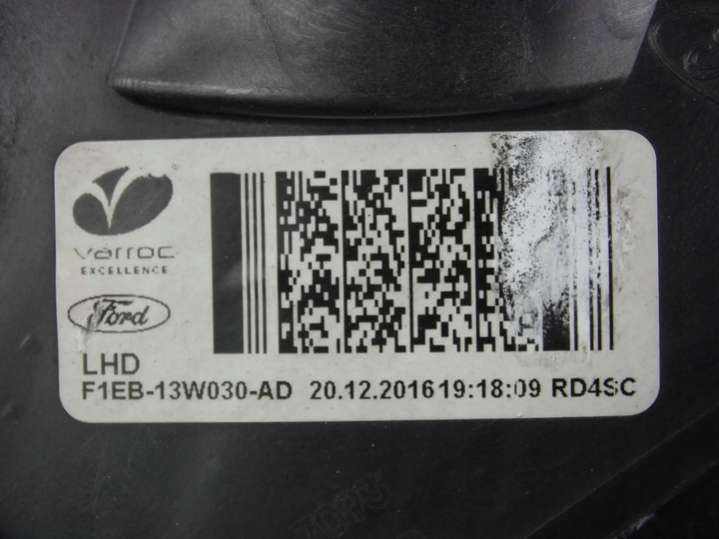 varroc
EXCELLENCE
Ford
LHD
F1EB-13W030-AD 20.12.2016 19:18:09 RD4SC